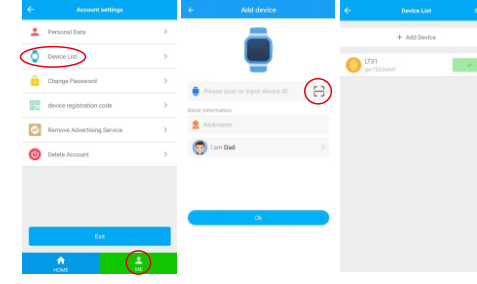 Account settings
Personal Data
Device List
Change Password
device registration code
Remove Advertising Service
Delete Account
Exit
HOME
ME
Add device
Please scan or input device ID
Basic information
Nickname
I am Dad
Ok
Device List
+ Add Device
LT31